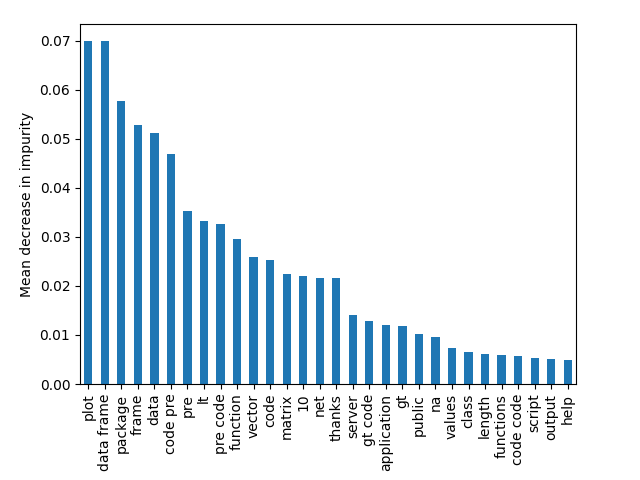 0.07
0.06
0.05
0.04
0.03
0.02
0.01
0.00
Mean decrease in impurity
plot
data frame
package
frame
data
code pre
pre
lt
pre code
function
vector
code
matrix
10
net
thanks
server
gt code
application
gt
public
na
values
class
length
functions
code code
script
output
help